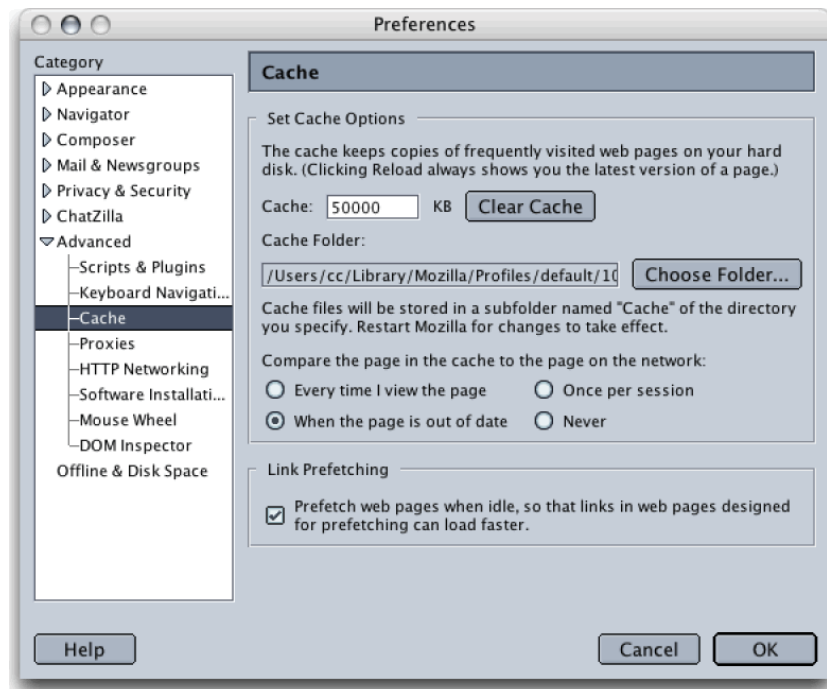 Preferences
Category
Appearance
Navigator
Composer
Mail & Newsgroups
Privacy & Security
ChatZilla
Advanced
Scripts & Plugins
Keyboard Navigati...
Cache
Proxies
HTTP Networking
Software Installati...
Mouse Wheel
DOM Inspector
Offline & Disk Space
Cache
Set Cache Options
The cache keeps copies of frequently visited web pages on your hard
disk. (Clicking Reload always shows you the latest version of a page.)
Cache: 50000 KB Clear Cache
Cache Folder:
/Users/cc/Library/Mozilla/Profiles/default/10 Choose Folder...
Cache files will be stored in a subfolder named "Cache" of the directory
you specify. Restart Mozilla for changes to take effect.
Compare the page in the cache to the page on the network:
Every time I view the page Once per session
When the page is out of date Never
Link Prefetching
Prefetch web pages when idle, so that links in web pages designed
for prefetching can load faster.
Help Cancel OK